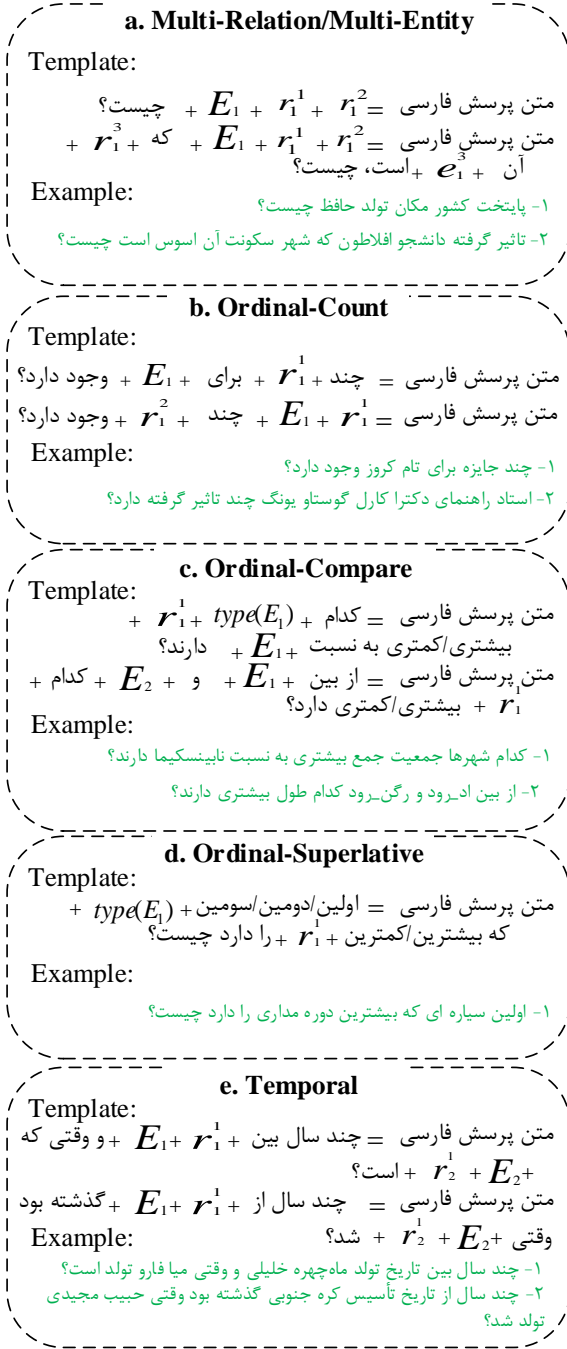 a. Multi-Relation/Multi-Entity
Template:
متن پرسش فارسی = r₁² + r₁¹ + E₁ + چیست؟
متن پرسش فارسی = r₁² + r₁¹ + E₁ + که + r₁³ +
آن + e₁³ + است، چیست؟
Example:
۱- پایتخت کشور مکان تولد حافظ چیست؟
۲- تاثیر گرفته دانشجو افلاطون که شهر سکونت آن اسوس است چیست؟
b. Ordinal-Count
Template:
متن پرسش فارسی = چند + r₁¹ + برای + E₁ + وجود دارد؟
متن پرسش فارسی = r₁¹ + E₁ + چند + r₁² + وجود دارد؟
Example:
۱- چند جایزه برای تام کروز وجود دارد؟
۲- استاد راهنمای دکترا کارل گوستاو یونگ چند تاثیر گرفته دارد؟
c. Ordinal-Compare
Template:
متن پرسش فارسی = کدام + type(E₁) + r₁¹ +
بیشتری/کمتری به نسبت + E₁ + دارند؟
متن پرسش فارسی = از بین + E₁ + و + E₂ + کدام +
r₁¹ + بیشتری/کمتری دارد؟
Example:
۱- کدام شهرها جمعیت جمع بیشتری به نسبت نابینسکیما دارند؟
۲- از بین اد_رود و رگن_رود کدام طول بیشتری دارند؟
d. Ordinal-Superlative
Template:
متن پرسش فارسی = اولین/دومین/سومین + type(E₁) +
که بیشترین/کمترین + r₁¹ + را دارد چیست؟
Example:
۱- اولین سیاره ای که بیشترین دوره مداری را دارد چیست؟
e. Temporal
Template:
متن پرسش فارسی = چند سال بین + r₁¹ + E₁ + و وقتی که
+ E₂ + r₂¹ + است؟
متن پرسش فارسی = چند سال از + r₁¹ + E₁ + گذشته بود
وقتی + E₂ + r₂¹ + شد؟
Example:
۱- چند سال بین تاریخ تولد ماه‌چهره خلیلی و وقتی میا فارو تولد است؟
۲- چند سال از تاریخ تأسیس کره جنوبی گذشته بود وقتی حبیب مجیدی
تولد شد؟